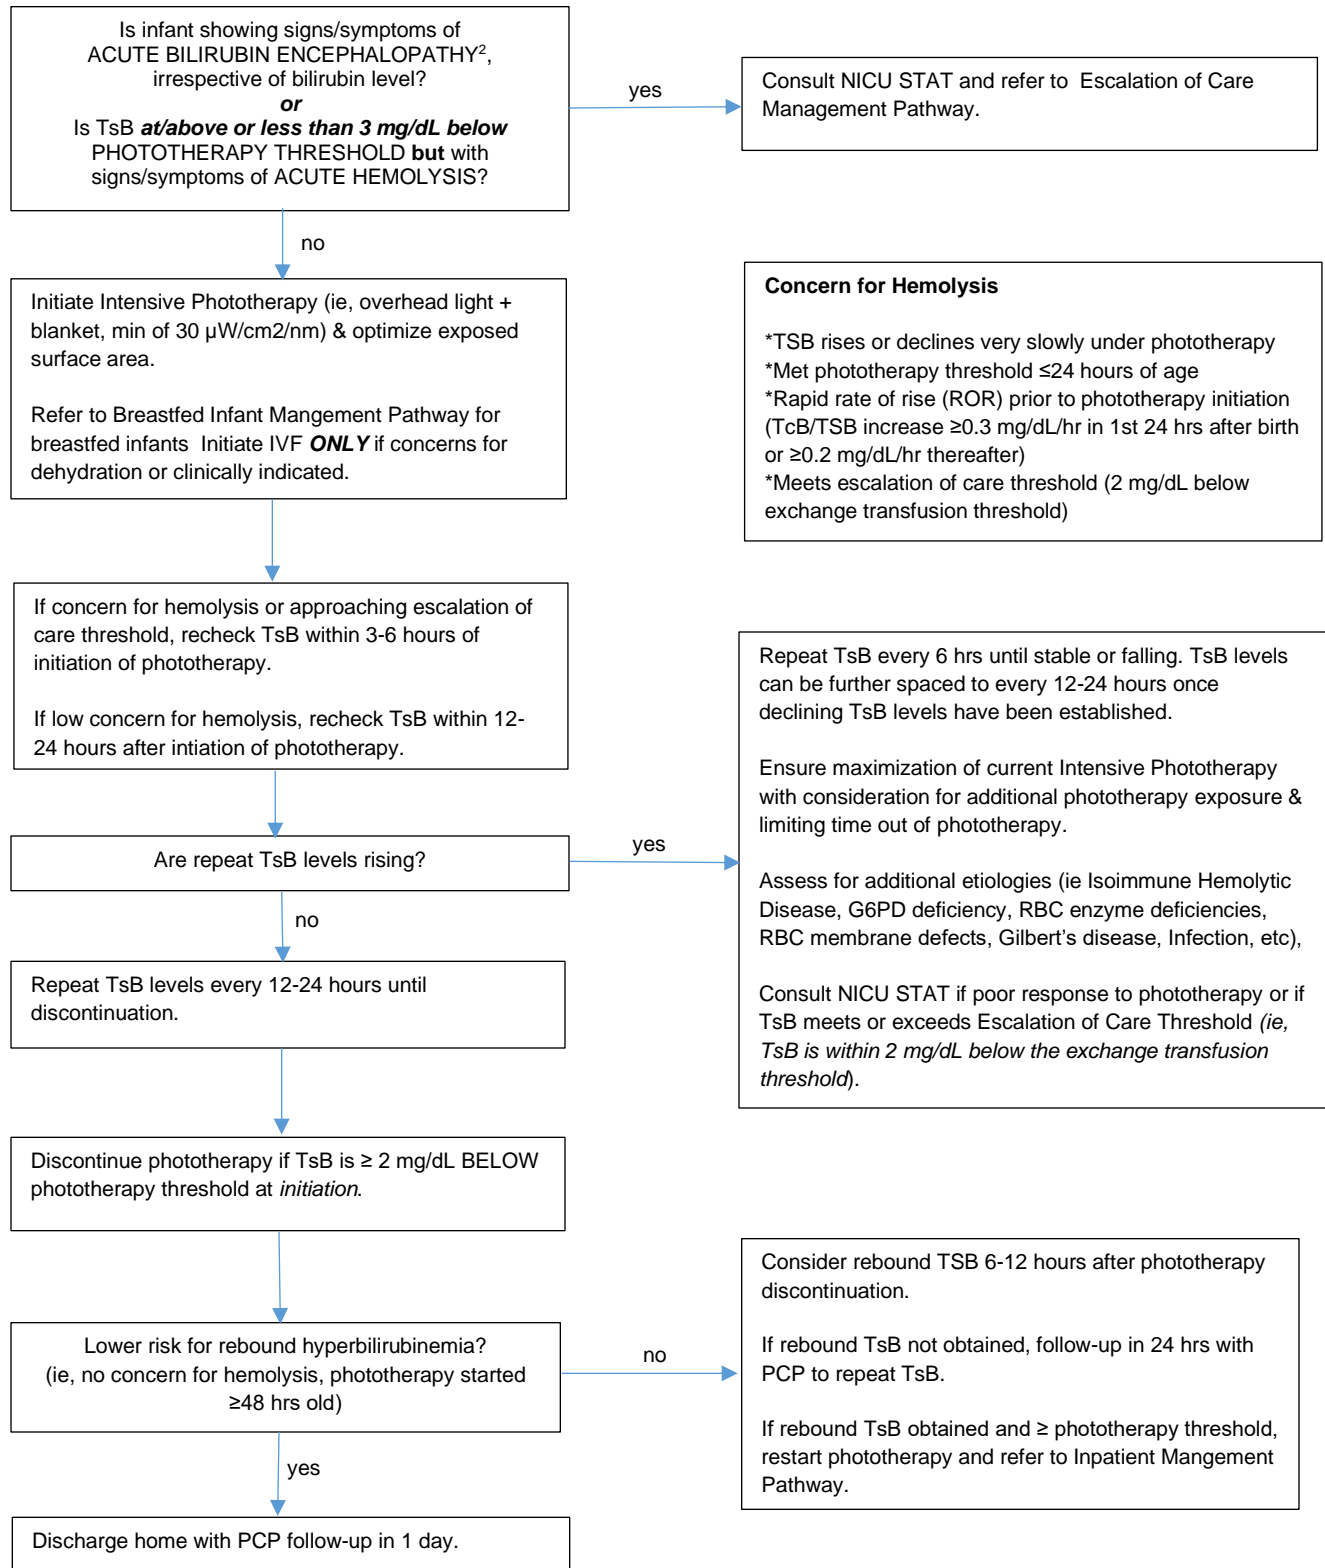 Is infant showing signs/symptoms of
ACUTE BILIRUBIN ENCEPHALOPATHY2,
irrespective of bilirubin level?
or
Is TsB at/above or less than 3 mg/dL below
PHOTOTHERAPY THRESHOLD but with
signs/symptoms of ACUTE HEMOLYSIS?
yes
Consult NICU STAT and refer to Escalation of Care
Management Pathway.
no
Initiate Intensive Phototherapy (ie, overhead light +
blanket, min of 30 μW/cm2/nm) & optimize exposed
surface area.
Refer to Breastfed Infant Mangement Pathway for
breastfed infants Initiate IVF ONLY if concerns for
dehydration or clinically indicated.
Concern for Hemolysis
*TSB rises or declines very slowly under phototherapy
*Met phototherapy threshold ≤24 hours of age
*Rapid rate of rise (ROR) prior to phototherapy initiation
(TcB/TSB increase ≥0.3 mg/dL/hr in 1st 24 hrs after birth
or ≥0.2 mg/dL/hr thereafter)
*Meets escalation of care threshold (2 mg/dL below
exchange transfusion threshold)
If concern for hemolysis or approaching escalation of
care threshold, recheck TsB within 3-6 hours of
initiation of phototherapy.
If low concern for hemolysis, recheck TsB within 12-
24 hours after intiation of phototherapy.
Are repeat TsB levels rising?
yes
Repeat TsB every 6 hrs until stable or falling. TsB levels
can be further spaced to every 12-24 hours once
declining TsB levels have been established.
Ensure maximization of current Intensive Phototherapy
with consideration for additional phototherapy exposure &
limiting time out of phototherapy.
Assess for additional etiologies (ie Isoimmune Hemolytic
Disease, G6PD deficiency, RBC enzyme deficiencies,
RBC membrane defects, Gilbert’s disease, Infection, etc),
Consult NICU STAT if poor response to phototherapy or if
TsB meets or exceeds Escalation of Care Threshold (ie,
TsB is within 2 mg/dL below the exchange transfusion
threshold).
no
Repeat TsB levels every 12-24 hours until
discontinuation.
Discontinue phototherapy if TsB is ≥ 2 mg/dL BELOW
phototherapy threshold at initiation.
Lower risk for rebound hyperbilirubinemia?
(ie, no concern for hemolysis, phototherapy started
≥48 hrs old)
no
Consider rebound TSB 6-12 hours after phototherapy
discontinuation.
If rebound TsB not obtained, follow-up in 24 hrs with
PCP to repeat TsB.
If rebound TsB obtained and ≥ phototherapy threshold,
restart phototherapy and refer to Inpatient Mangement
Pathway.
yes
Discharge home with PCP follow-up in 1 day.